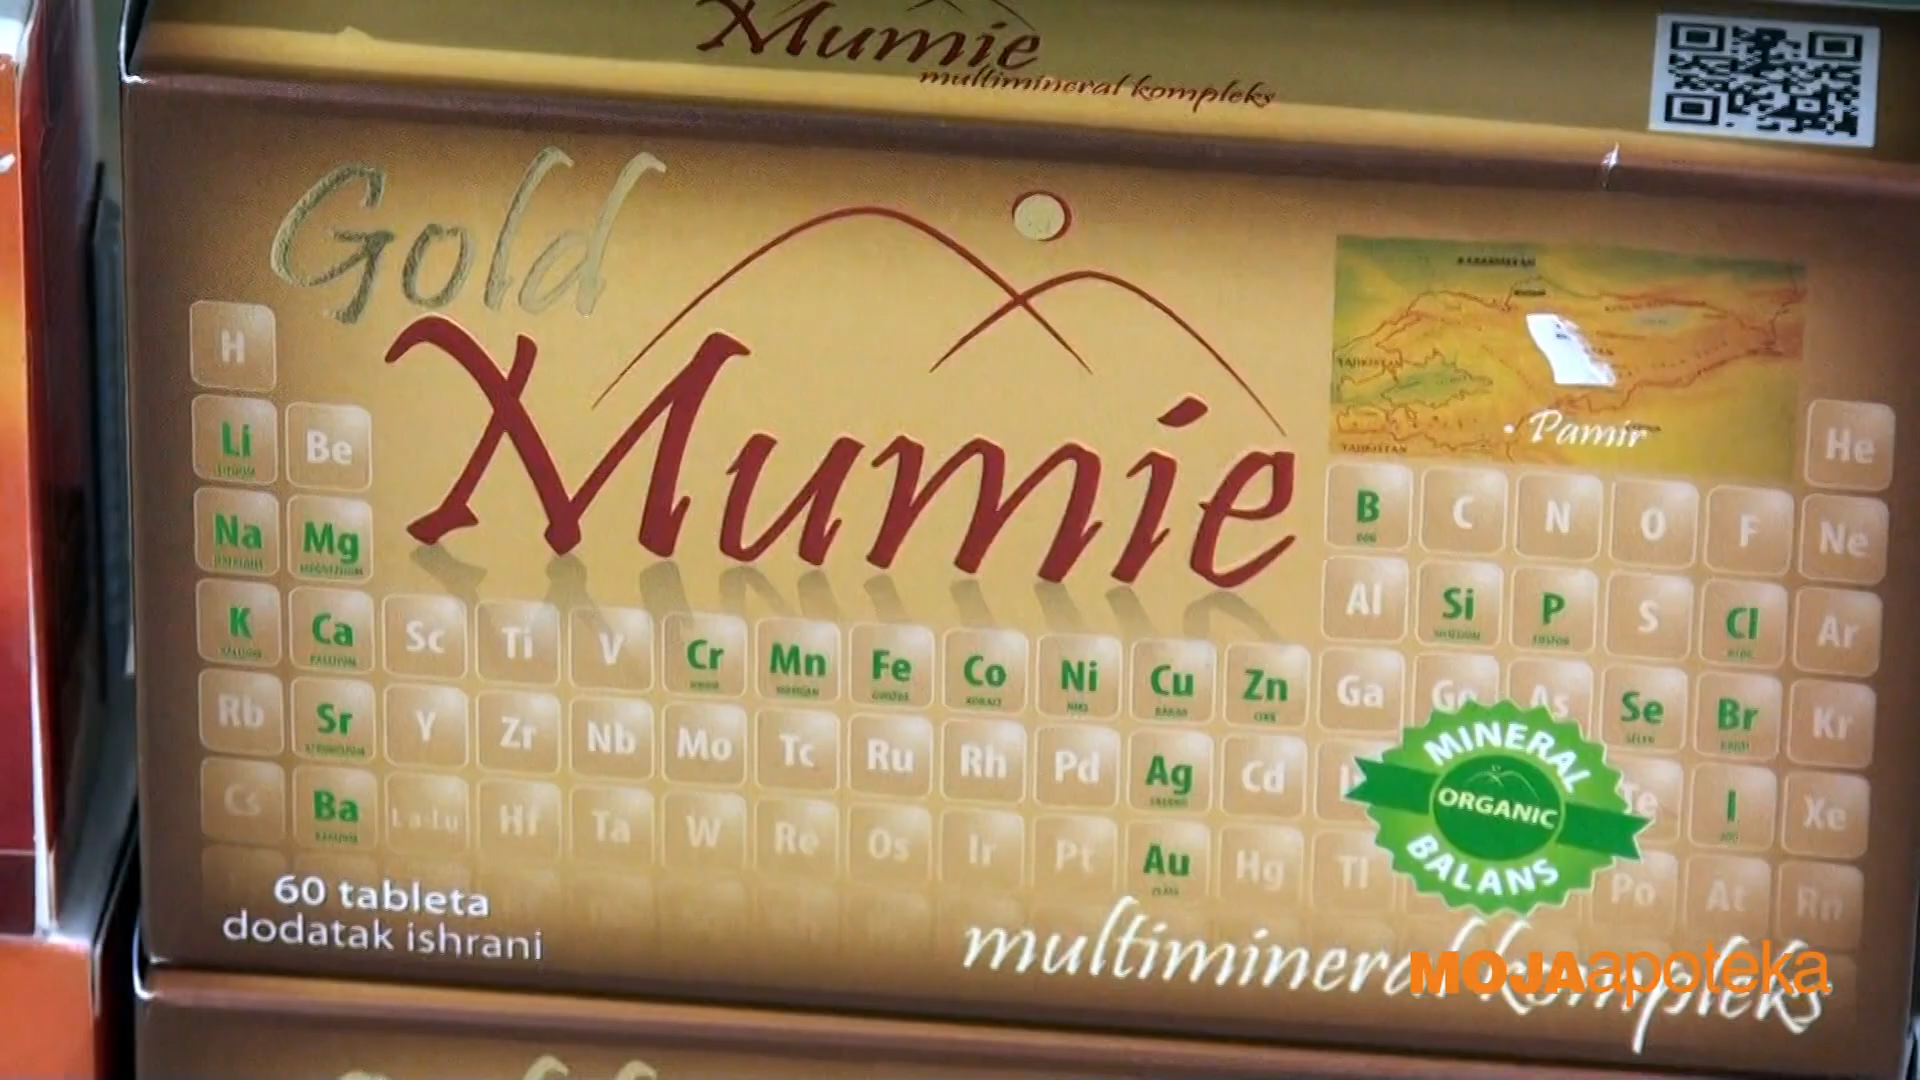 Mumie
multimineral kompleks
Gold
Mumie
Pamir
H
He
Li Be
B C N O F Ne
Na Mg
Al Si P S Cl Ar
K Ca Sc Ti V Cr Mn Fe Co Ni Cu Zn Ga As Se Br Kr
Rb Sr Y Zr Nb Mo Tc Ru Rh Pd Ag Cd Te I Xe
Cs Ba La-Lu Hf Ta W Re Os Ir Pt Au Hg Tl Po At Rn
MINERAL
ORGANIC
BALANS
60 tableta
dodatak ishrani
multimineral kompleks
MOJAapoteka